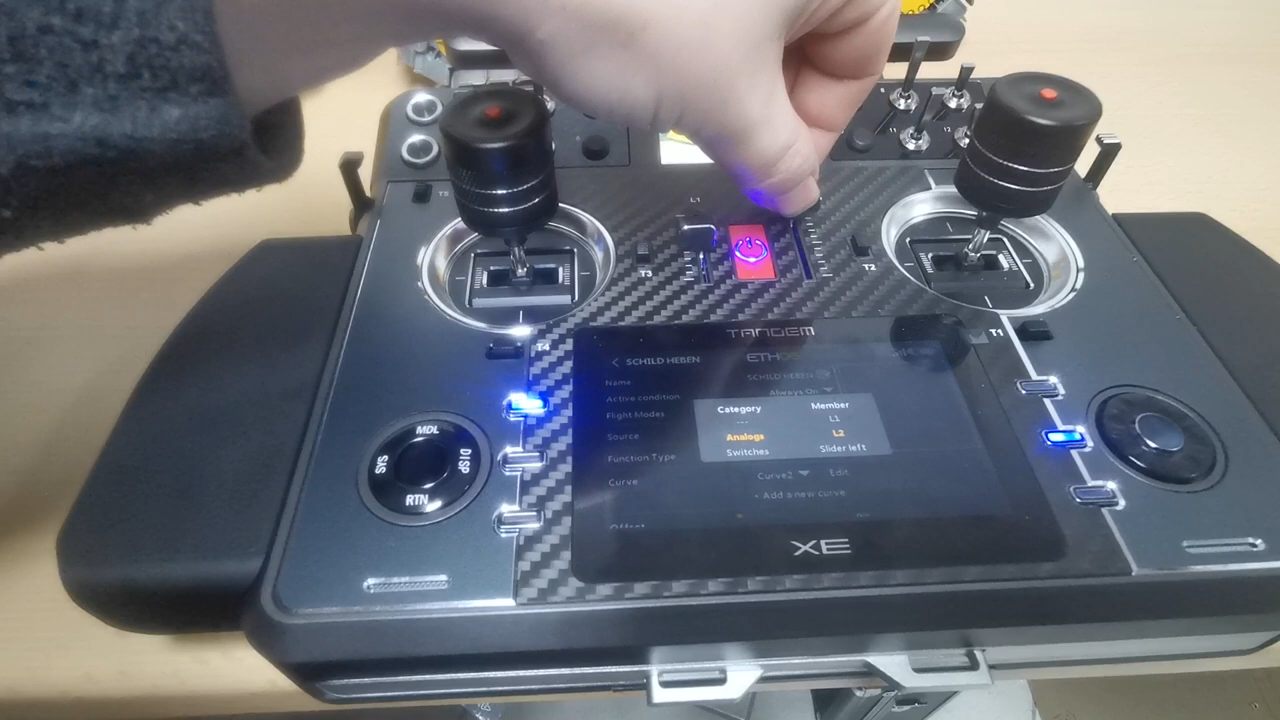 L1
T5
T3
T2
T4
T1
TANDEM
ETHOS
SCHILD HEBEN
Name
SCHILD HEBEN
Active condition
Always On
Flight Modes
Category
Member
---
L1
Source
Analogs
L2
Function Type
Switches
Slider left
Curve
Curve2
Edit
+ Add a new curve
MDL
SYS
DISP
RTN
XE